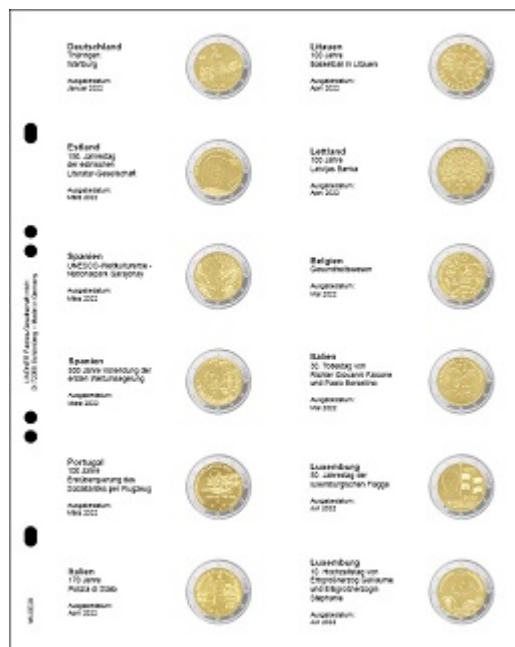 Deutschland
Thüringen:
Wartburg
Ausgabedatum:
Januar 2022
Estland
150. Jahrestag
der estnischen
Literatur-Gesellschaft
Ausgabedatum:
März 2022
Spanien
UNESCO-Weltkulturerbe -
Nationalpark Garajonay
Ausgabedatum:
März 2022
Spanien
500 Jahre Vollendung der
ersten Weltumsegelung
Ausgabedatum:
März 2022
Portugal
100 Jahre
Erstüberquerung des
Südatlantiks per Flugzeug
Ausgabedatum:
März 2022
Italien
170 Jahre
Polizia di Stato
Ausgabedatum:
April 2022
Litauen
100 Jahre
Basketball in Litauen
Ausgabedatum:
April 2022
Lettland
100 Jahre
Latvijas Banka
Ausgabedatum:
April 2022
Belgien
Gesundheitswesen
Ausgabedatum:
Mai 2022
Italien
30. Todestag von
Richter Giovanni Falcone
und Paolo Borsellino
Ausgabedatum:
Mai 2022
Luxemburg
50. Jahrestag der
luxemburgischen Flagge
Ausgabedatum:
Juli 2022
Luxemburg
10. Hochzeitstag von
Erbgroßherzog Guillaume
und Erbgroßherzogin
Stephanie
Ausgabedatum:
Juli 2022